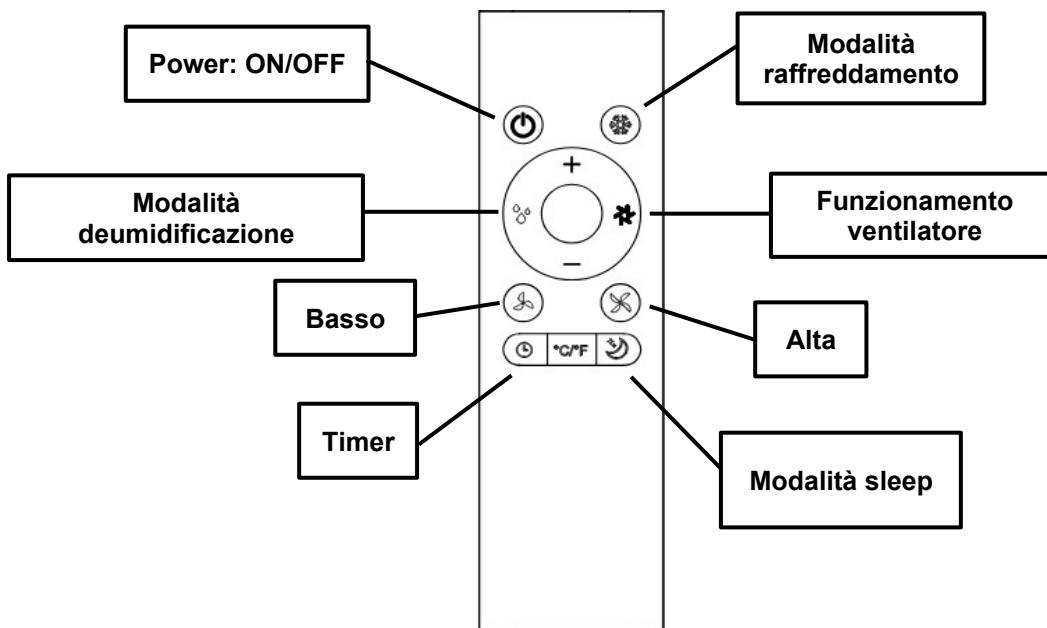 Power: ON/OFF
Modalità
raffreddamento
+
Modalità
deumidificazione
Funzionamento
ventilatore
−
Basso
Alta
°C/°F
Timer
Modalità sleep